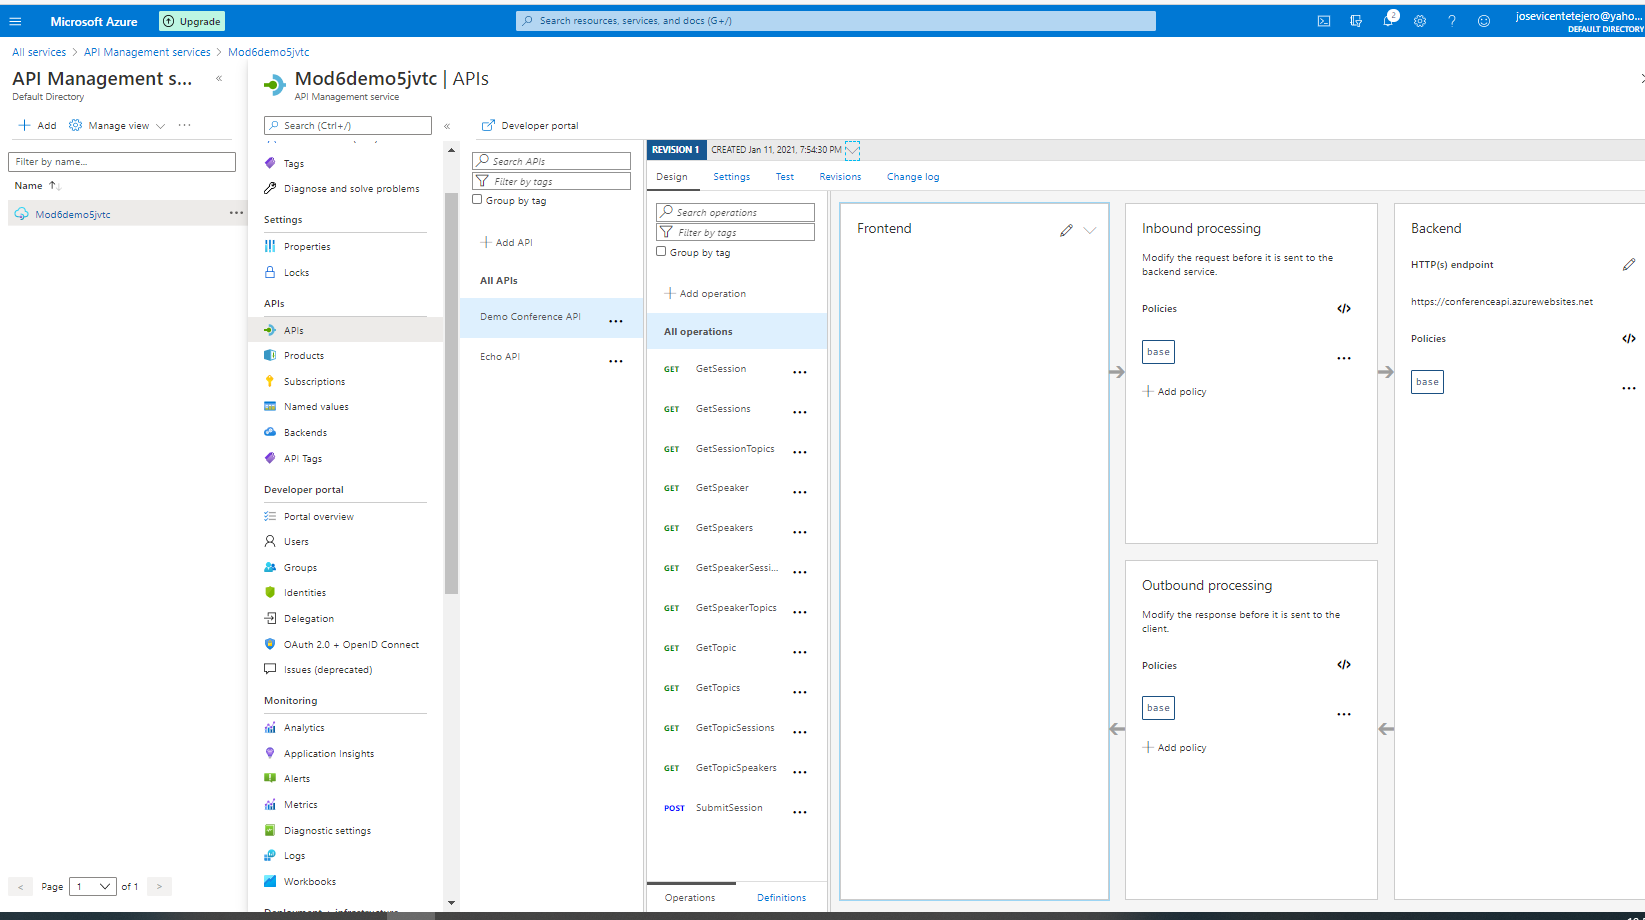 Microsoft Azure
Upgrade
Search resources, services, and docs (G+/)
2
josevicentetejero@yaho...
DEFAULT DIRECTORY
All services > API Management services > Mod6demo5jvtc
API Management s...
Default Directory
Add
Manage view
Filter by name...
Name
Mod6demo5jvtc
< Page 1 of 1 >
Mod6demo5jvtc | APIs
API Management service
Search (Ctrl+/)
Tags
Diagnose and solve problems
Settings
Properties
Locks
APIs
APIs
Products
Subscriptions
Named values
Backends
API Tags
Developer portal
Portal overview
Users
Groups
Identities
Delegation
OAuth 2.0 + OpenID Connect
Issues (deprecated)
Monitoring
Analytics
Application Insights
Alerts
Metrics
Diagnostic settings
Logs
Workbooks
Developer portal
Search APIs
Filter by tags
Group by tag
Add API
All APIs
Demo Conference API
Echo API
REVISION 1
CREATED Jan 11, 2021, 7:54:30 PM
Design
Settings
Test
Revisions
Change log
Search operations
Filter by tags
Group by tag
Add operation
All operations
GET GetSession
GET GetSessions
GET GetSessionTopics
GET GetSpeaker
GET GetSpeakers
GET GetSpeakerSessi...
GET GetSpeakerTopics
GET GetTopic
GET GetTopics
GET GetTopicSessions
GET GetTopicSpeakers
POST SubmitSession
Operations
Definitions
Frontend
Inbound processing
Modify the request before it is sent to the
backend service.
Policies
</>
base
Add policy
Outbound processing
Modify the response before it is sent to the
client.
Policies
</>
base
Add policy
Backend
HTTP(s) endpoint
https://conferenceapi.azurewebsites.net
Policies
</>
base